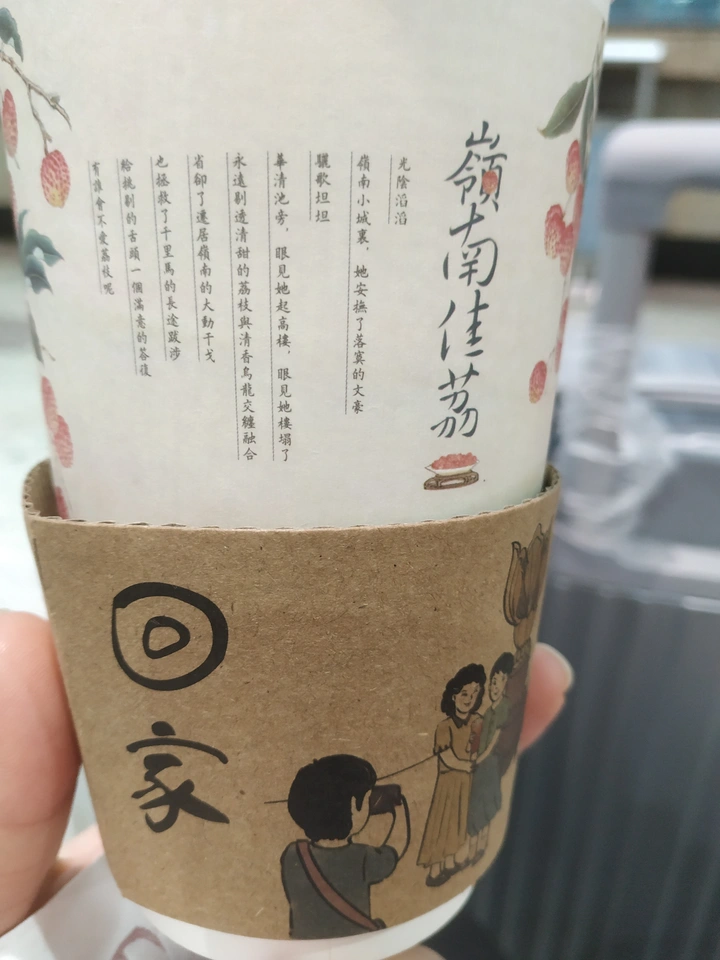 嶺南佳荔
光陰滔滔
嶺南小城裏，她安撫了落寞的文豪
驪歌坦坦
華清池旁，眼見她起高樓，眼見她樓塌了
永遠剔透清甜的荔枝與清香烏龍交纏融合
省卻了遷居嶺南的大動干戈
也拯救了千里馬的長途跋涉
給挑剔的舌頭一個滿意的答復
有誰會不愛荔枝呢
回家